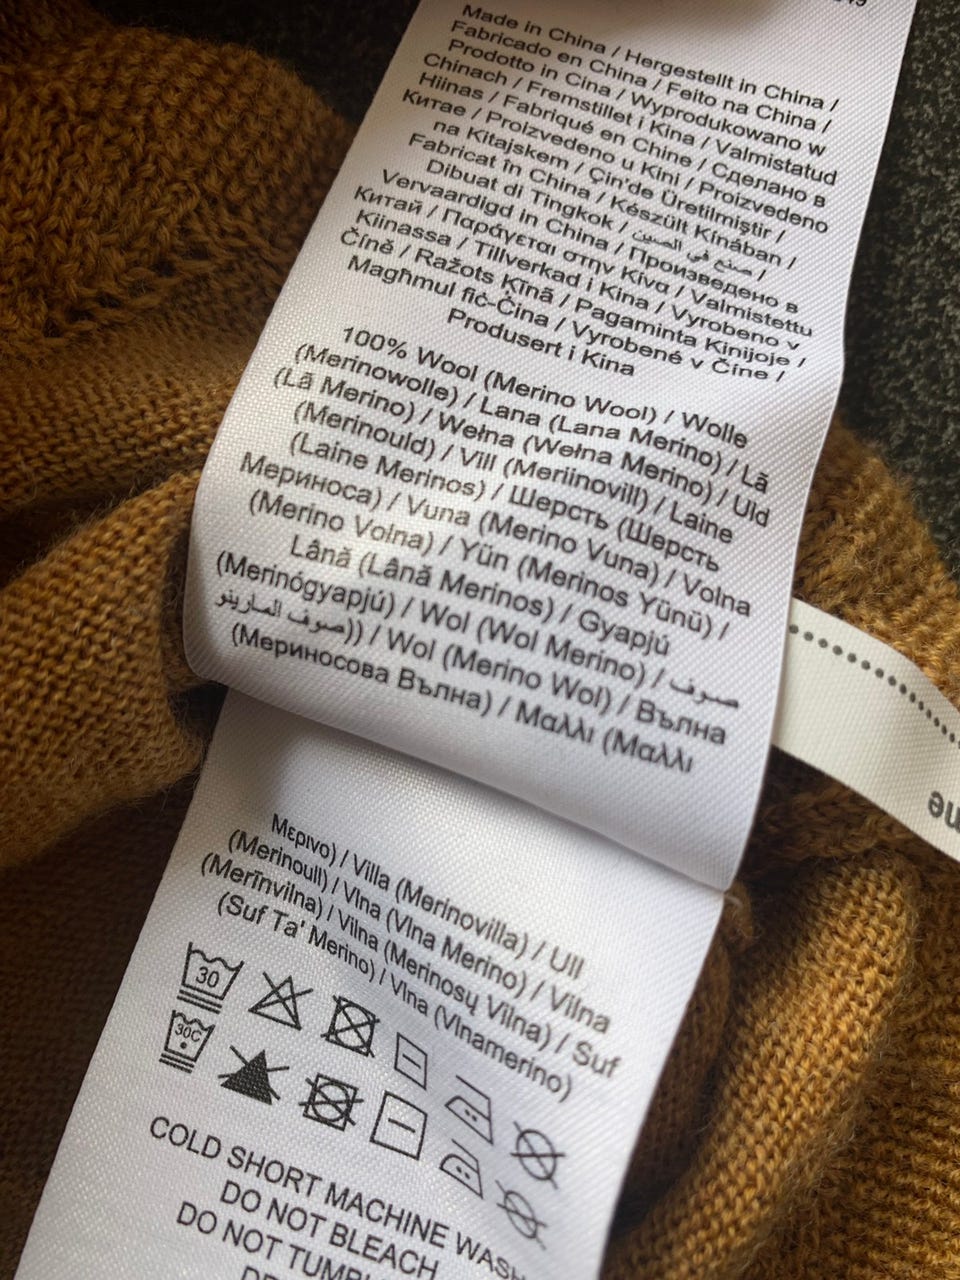 Made in China / Hergestellt in China /
Fabricado en China / Feito na China /
Prodotto in Cina / Wyprodukowano w
Chinach / Fremstillet i Kina / Valmistatud
Hiinas / Fabriqué en Chine / Сделано в
Китае / Proizvedeno u Kini / Proizvedeno
na Kitajskem / Çin'de Üretilmiştir /
Fabricat în China / Készült Kínában /
Dibuat di Tingkok / صنع في الصين /
Vervaardigd in China / Произведено в
Китай / Παράγεται στην Κίνα / Valmistettu
Kiinassa / Tillverkad i Kina / Vyrobeno v
Číně / Ražots Ķīnā / Pagaminta Kinijoje /
Magħmul fiċ-Ċina / Vyrobené v Číne /
Produsert i Kina
100% Wool (Merino Wool) / Wolle
(Merinowolle) / Lana (Lana Merino) / Lã
(Lã Merino) / Wełna (Wełna Merino) / Uld
(Merinould) / Vill (Meriinovill) / Laine
(Laine Merinos) / Шерсть (Шерсть
Мериноса) / Vuna (Merino Vuna) / Volna
(Merino Volna) / Yün (Merinos Yünü) /
Lână (Lână Merinos) / Gyapjú
(Merinógyapjú) / Wol (Wol Merino) / صوف
(صوف المارينو)) / Wol (Merino Wol) / Вълна
(Мериносова Вълна) / Μαλλι (Μαλλι
Μερινο) / Villa (Merinovilla) / Ull
(Merinoull) / Vlna (Vlna Merino) / Vilna
(Merīnvilna) / Vilna (Merinosų Vilna) / Suf
(Suf Ta' Merino) / Vlna (Vlnamerino)
30
30C
COLD SHORT MACHINE WASH
DO NOT BLEACH
DO NOT TUMBL